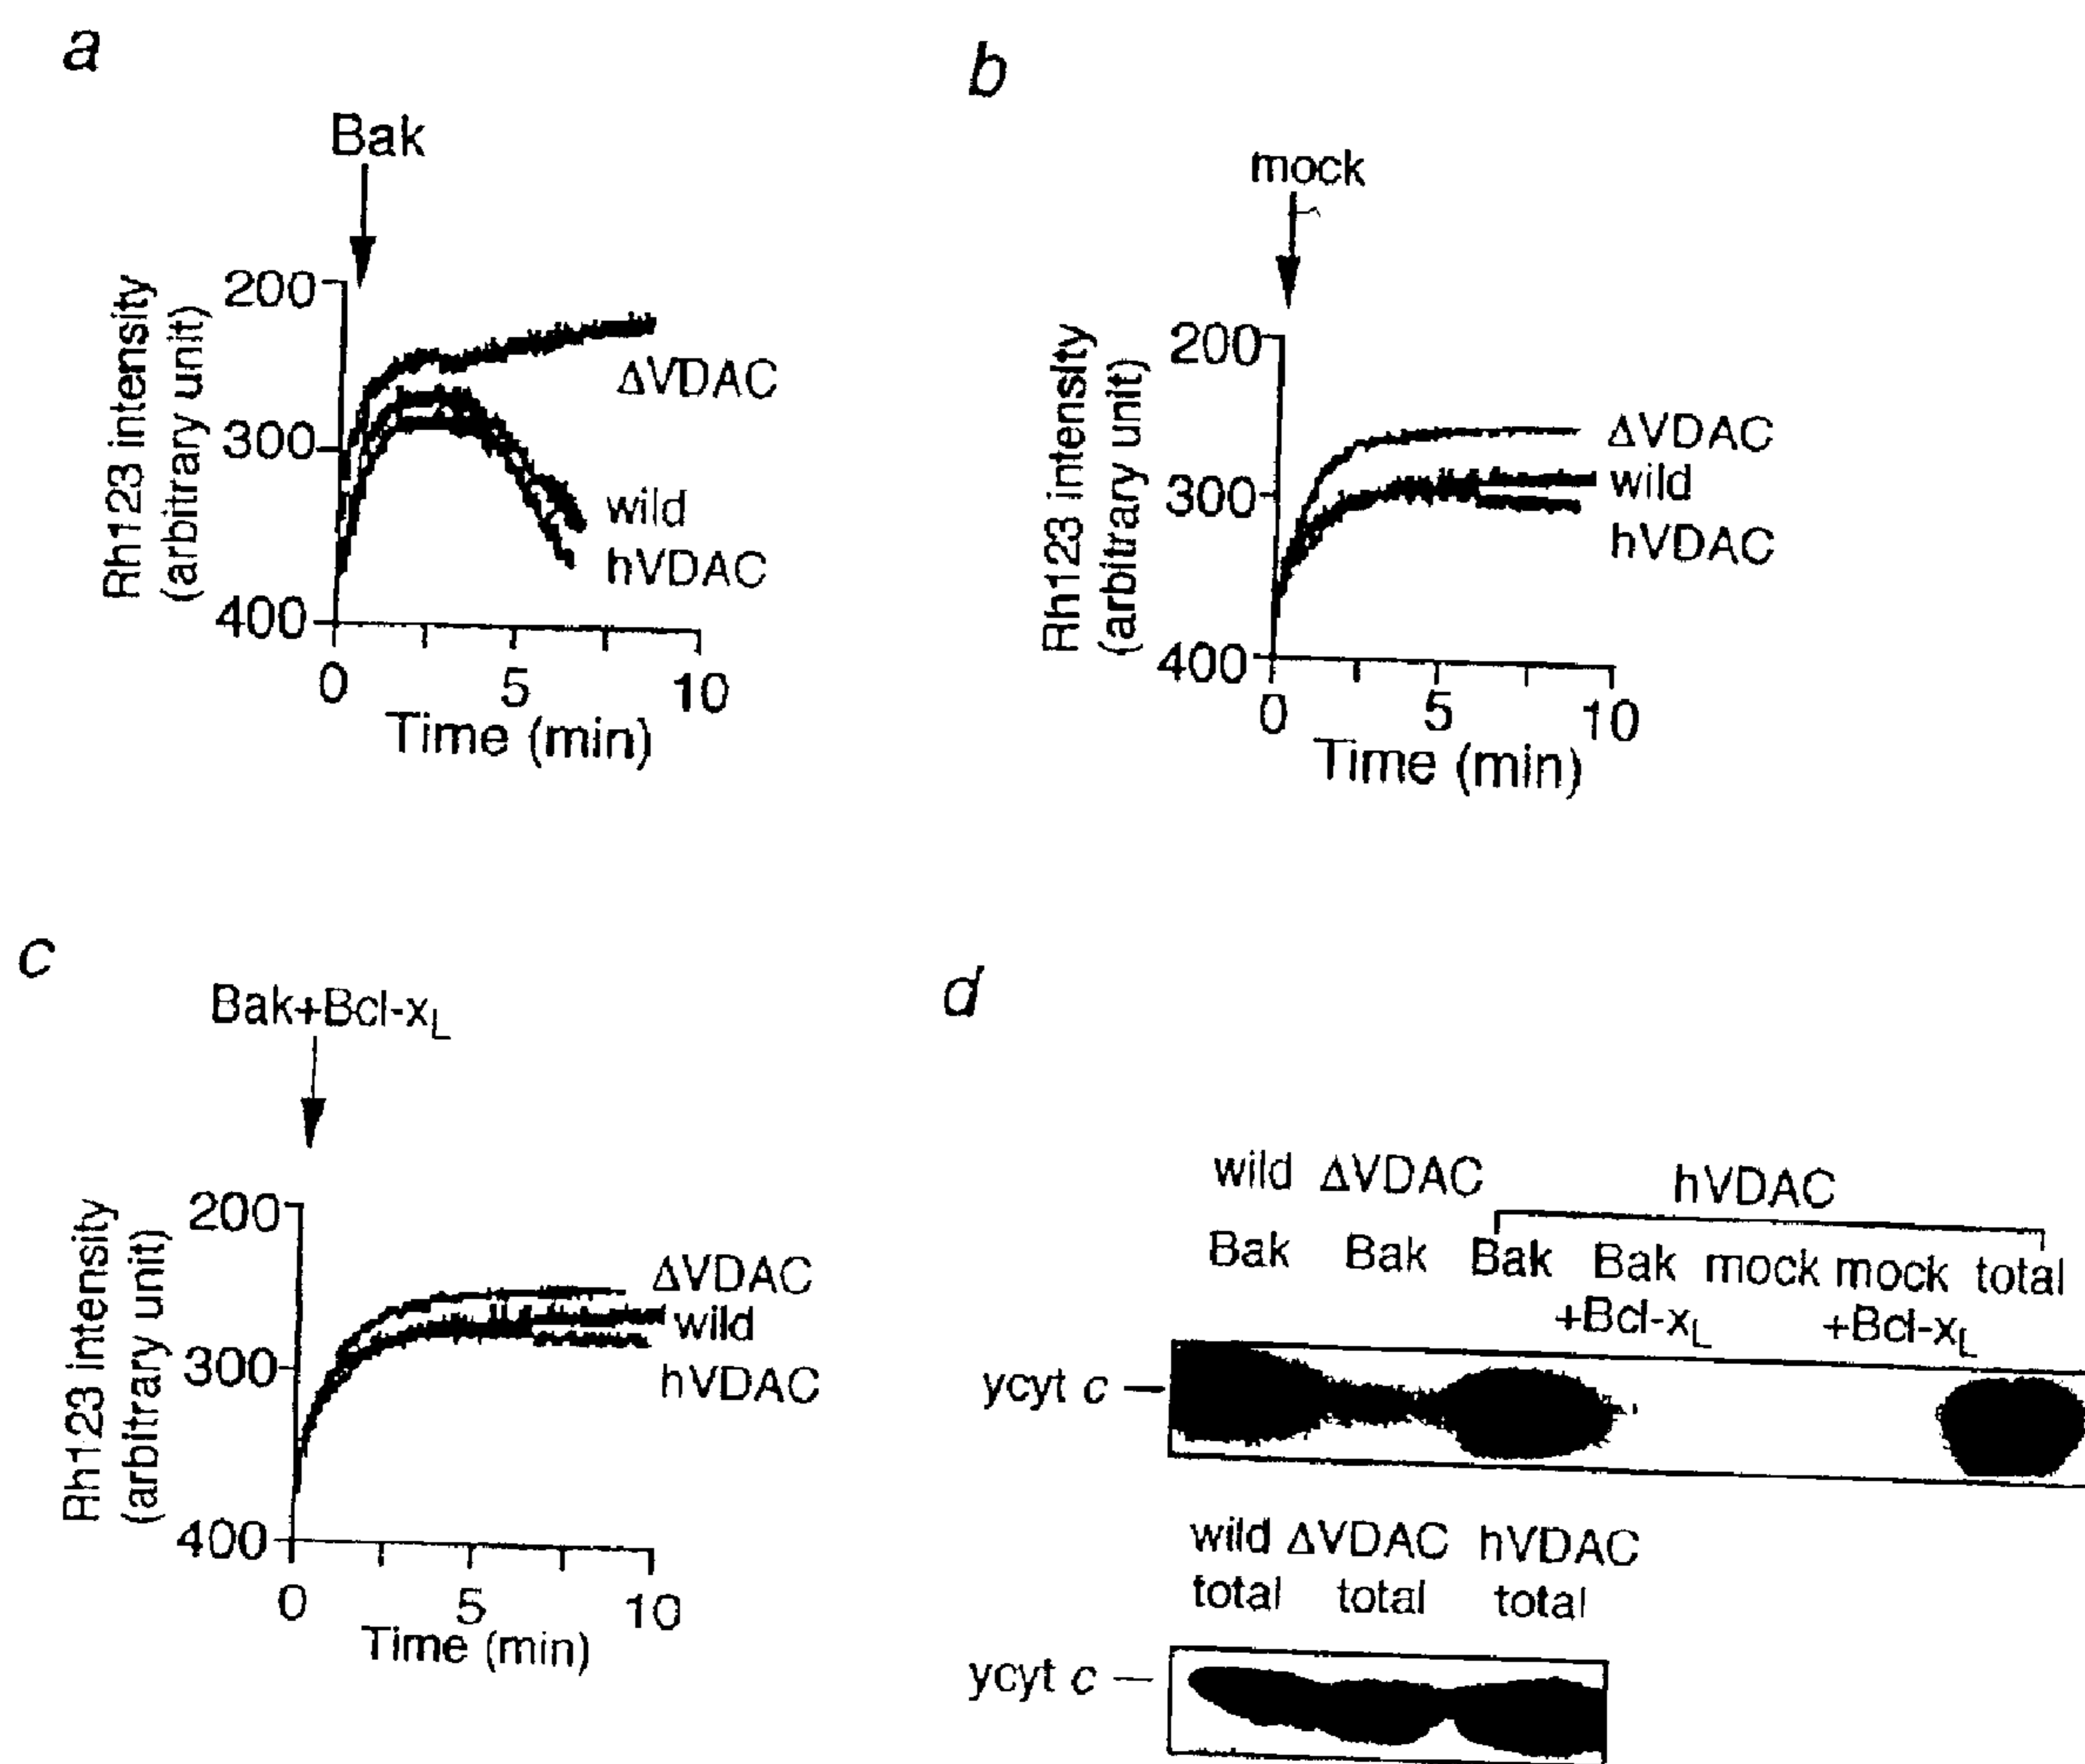 a
Bak
Rh123 intensity
(arbitrary unit)
200
300
400
ΔVDAC
wild
hVDAC
0 5 10
Time (min)
b
mock
Rh123 intensity
(arbitrary unit)
200
300
400
ΔVDAC
wild
hVDAC
0 5 10
Time (min)
c
Bak+Bcl-xL
Rh123 intensity
(arbitrary unit)
200
300
400
ΔVDAC
wild
hVDAC
0 5 10
Time (min)
d
wild ΔVDAC hVDAC
Bak Bak Bak Bak mock mock total
+Bcl-xL +Bcl-xL
ycyt c
wild ΔVDAC hVDAC
total total total
ycyt c